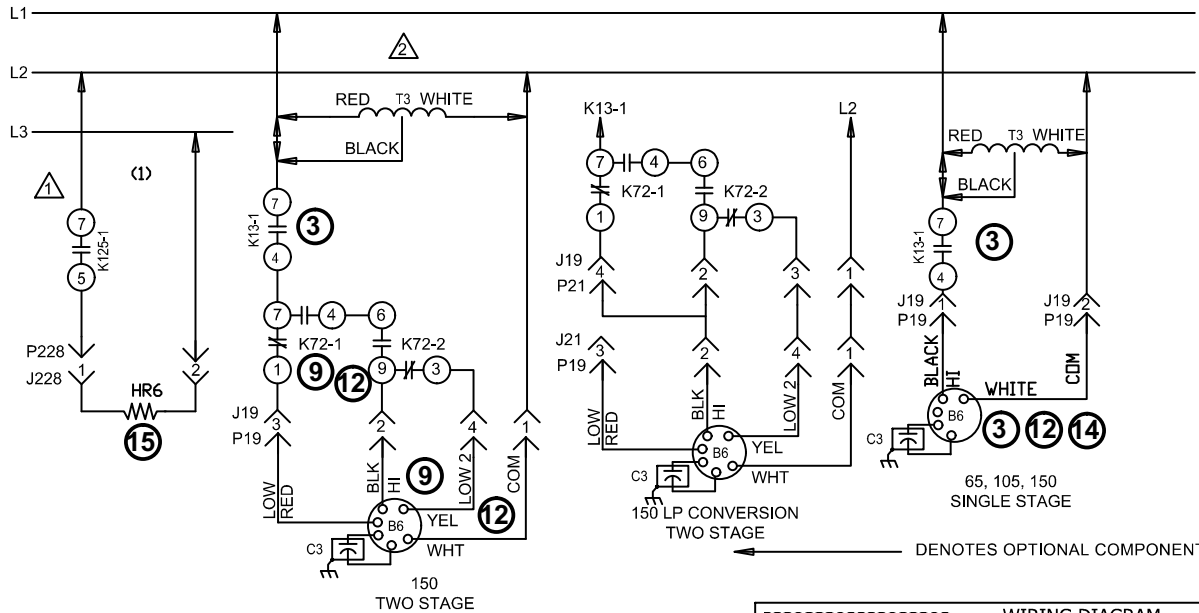 L1
2
L2
RED T3 WHITE
K13-1
L2
RED T3 WHITE
L3
BLACK
BLACK
(1)
1
7
4
6
7
K72-1
K72-2
1
9
3
7
K13-1
3
4
7
K13-1
3
4
7
K125-1
5
J19
4
2
3
1
P21
J19
1
J19
2
P19
P19
7
4
6
K72-1
K72-2
1
9
12
9
3
P228
J228
1
2
HR6
15
J21
3
P19
2
4
1
BLACK
HI
WHITE
COM
J19
3
P19
2
4
1
LOW
RED
BLK
HI
LOW 2
COM
YEL
B6
WHT
C3
B6
C3
3
12
14
65, 105, 150
SINGLE STAGE
LOW
RED
BLK
HI
9
LOW 2
12
COM
YEL
B6
WHT
C3
150 LP CONVERSION
TWO STAGE
DENOTES OPTIONAL COMPONENT
150
TWO STAGE
WIRING DIAGRAM